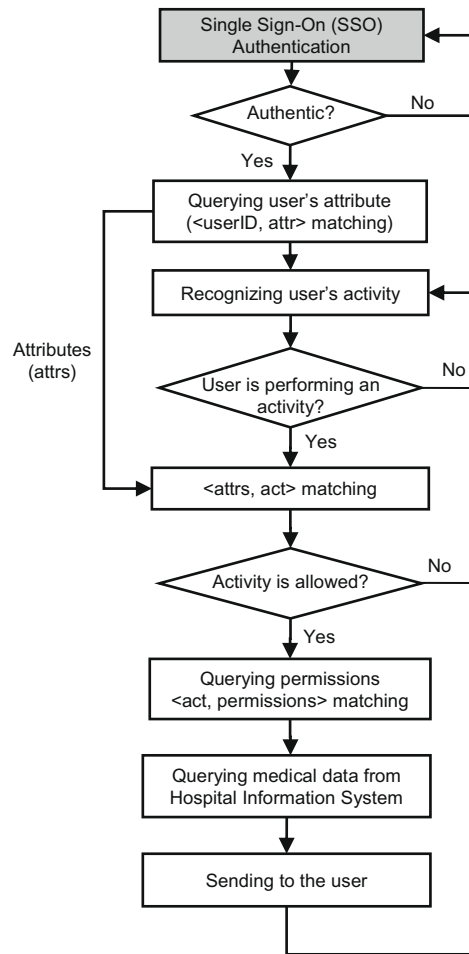 Single Sign-On (SSO)
Authentication
Authentic?
No
Yes
Querying user's attribute
(<userID, attr> matching)
Recognizing user's activity
Attributes
(attrs)
User is performing an
activity?
No
Yes
<attrs, act> matching
Activity is allowed?
No
Yes
Querying permissions
<act, permissions> matching
Querying medical data from
Hospital Information System
Sending to the user